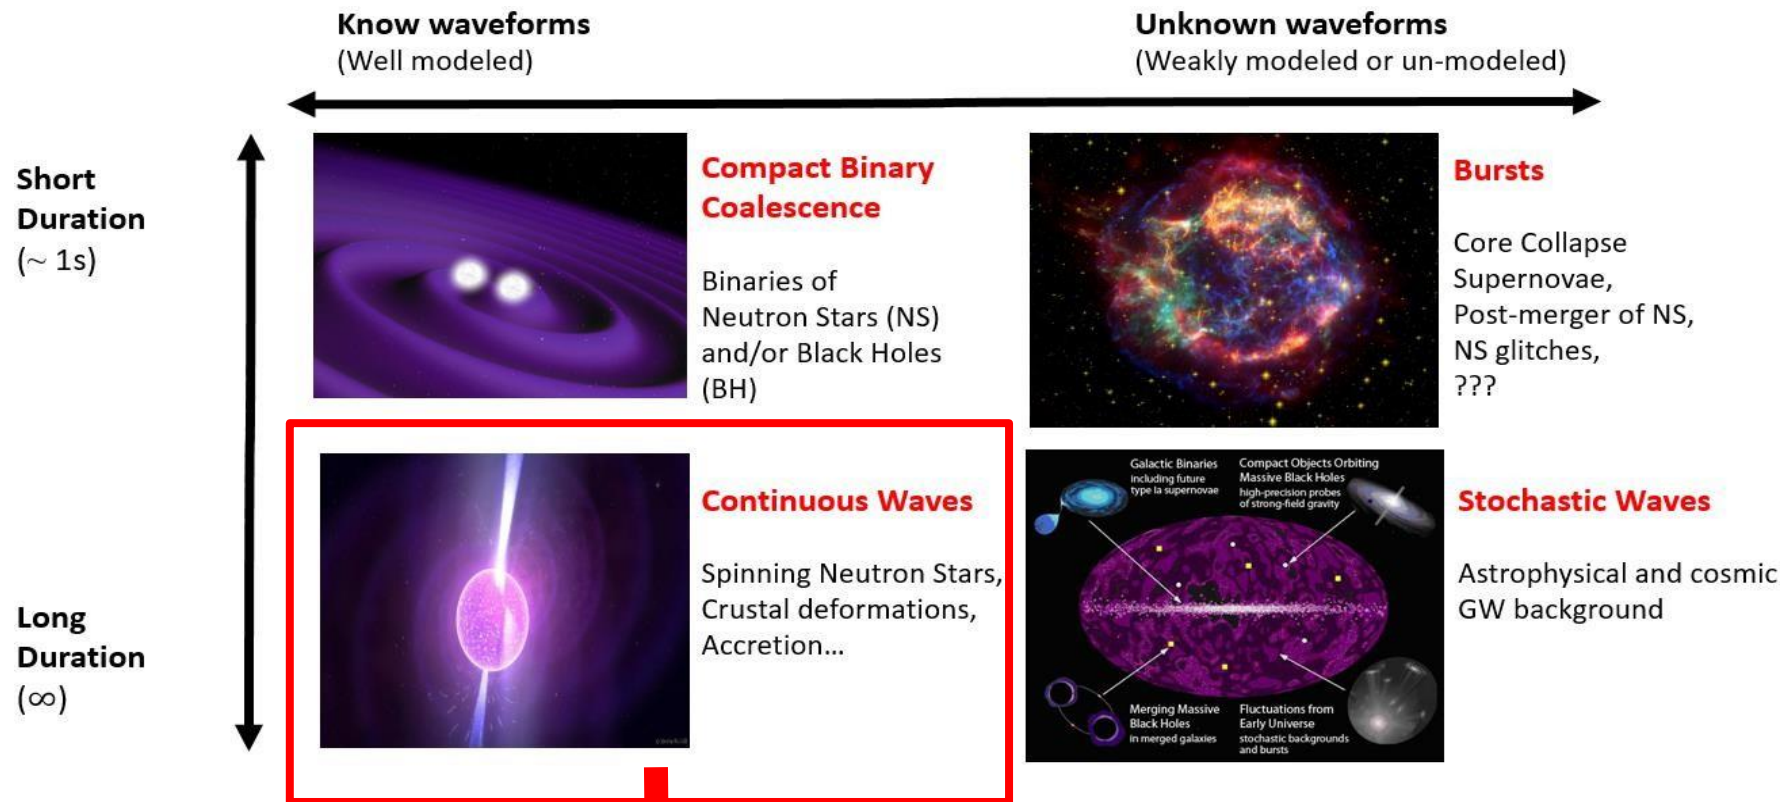 Know waveforms
(Well modeled)
Unknown waveforms
(Weakly modeled or un-modeled)
Short
Duration
(~ 1s)
Compact Binary
Coalescence
Binaries of
Neutron Stars (NS)
and/or Black Holes
(BH)
Bursts
Core Collapse
Supernovae,
Post-merger of NS,
NS glitches,
???
Long
Duration
(∞)
Continuous Waves
Spinning Neutron Stars,
Crustal deformations,
Accretion...
Galactic Binaries
including future
type Ia supernovae
Compact Objects Orbiting
Massive Black Holes
high-precision probes
of strong-field gravity
Merging Massive
Black Holes
in merged galaxies
Fluctuations from
Early Universe
stochastic backgrounds
and bursts
Stochastic Waves
Astrophysical and cosmic
GW background